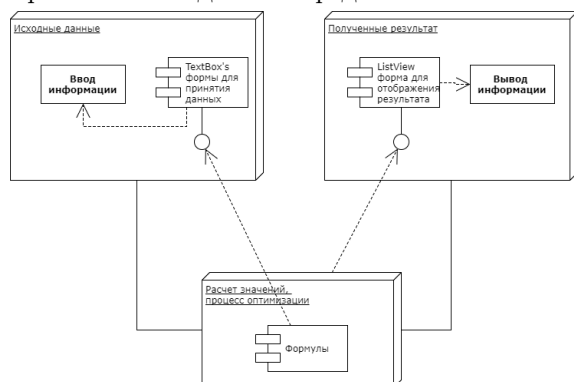 Исходные данные
Ввод
информации
TextBox's
формы для
принятия
данных
Полученные результат
ListView
форма для
отображения
результата
Вывод
информации
Расчет значений,
процесс оптимизации
Формулы